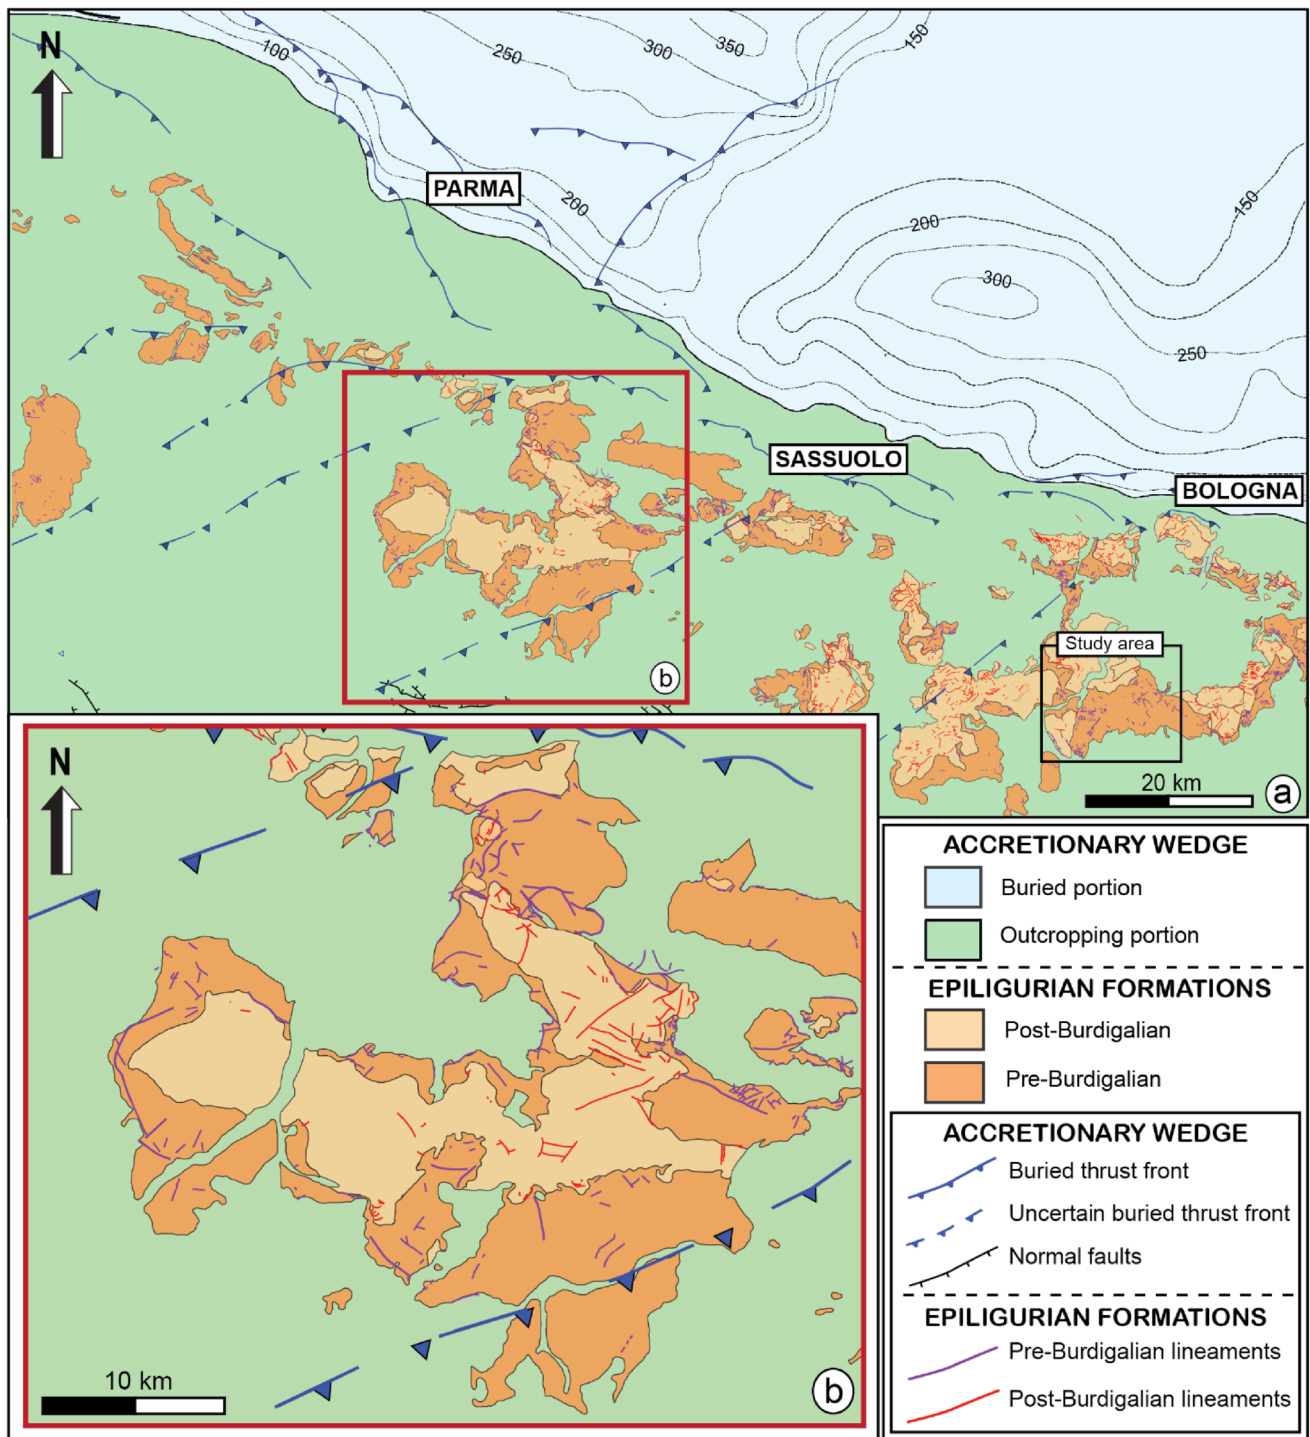 N
100
250
300
350
150
PARMA
200
200
150
300
250
SASSUOLO
BOLOGNA
Study area
b
20 km
a
N
10 km
b
ACCRETIONARY WEDGE
Buried portion
Outcropping portion
EPILIGURIAN FORMATIONS
Post-Burdigalian
Pre-Burdigalian
ACCRETIONARY WEDGE
Buried thrust front
Uncertain buried thrust front
Normal faults
EPILIGURIAN FORMATIONS
Pre-Burdigalian lineaments
Post-Burdigalian lineaments